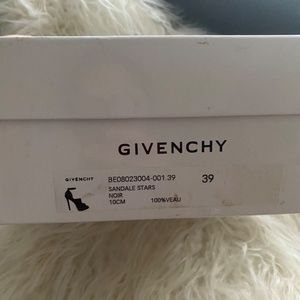 GIVENCHY
GIVENCHY BE08023004-001.39 39
SANDALE STARS
NOIR
10CM 100%VEAU